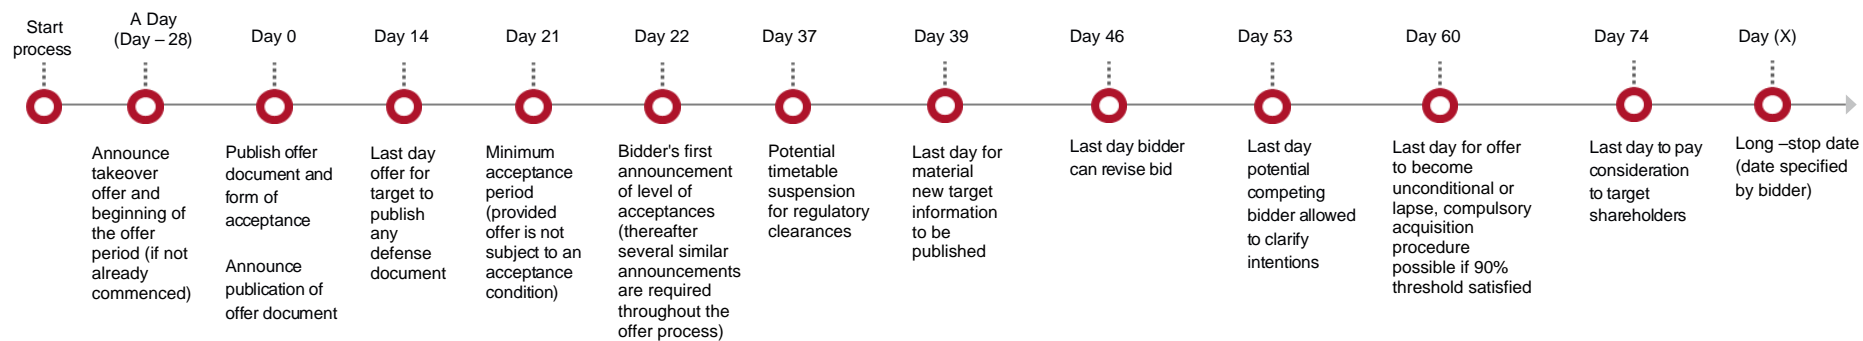 Start
process
A Day
(Day – 28)
Day 0
Day 14
Day 21
Day 22
Day 37
Day 39
Day 46
Day 53
Day 60
Day 74
Day (X)
Announce
takeover
offer and
beginning of
the offer
period (if not
already
commenced)
Publish offer
document and
form of
acceptance
Announce
publication of
offer document
Last day
offer for
target to
publish
any
defense
document
Minimum
acceptance
period
(provided
offer is not
subject to an
acceptance
condition)
Bidder's first
announcement
of level of
acceptances
(thereafter
several similar
announcements
are required
throughout the
offer process)
Potential
timetable
suspension
for regulatory
clearances
Last day for
material
new target
information
to be
published
Last day bidder
can revise bid
Last day
potential
competing
bidder allowed
to clarify
intentions
Last day for offer
to become
unconditional or
lapse, compulsory
acquisition
procedure
possible if 90%
threshold satisfied
Last day to pay
consideration
to target
shareholders
Long –stop date
(date specified
by bidder)